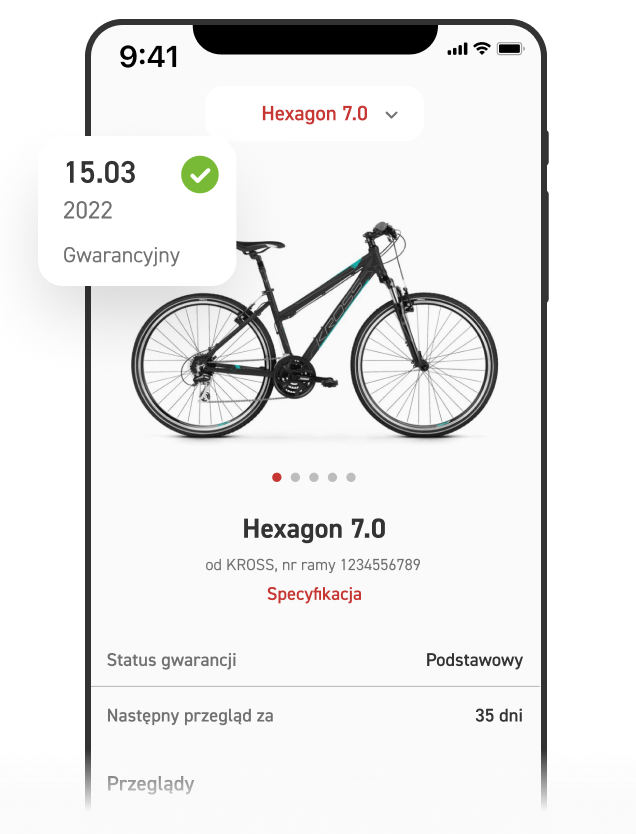 9:41
Hexagon 7.0
15.03
2022
Gwarancyjny
KROSS
Hexagon 7.0
od KROSS, nr ramy 1234556789
Specyfikacja
Status gwarancji Podstawowy
Następny przegląd za 35 dni
Przeglądy